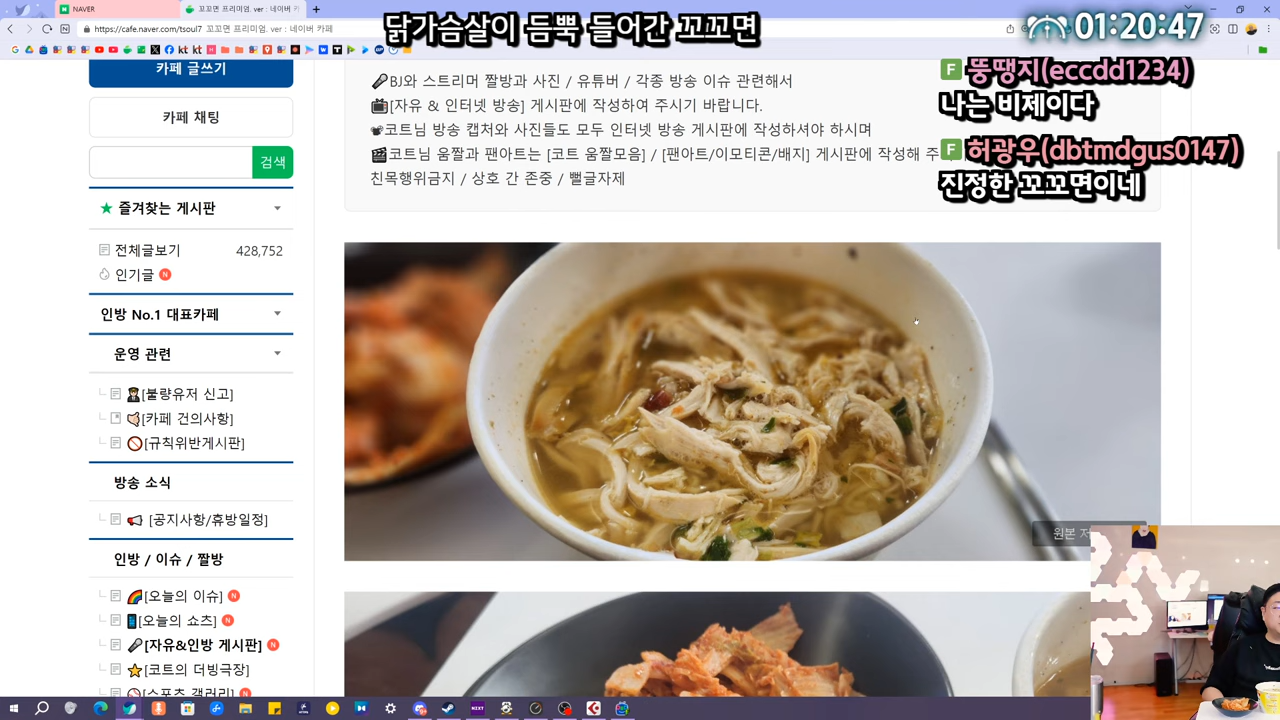 NAVER
꼬꼬면 프리미엄. ver : 네이버 카
https://cafe.naver.com/tsoul7 꼬꼬면 프리미엄. ver : 네이버 카페
닭가슴살이 듬뿍 들어간 꼬꼬면
01:20:47
F 뚱땡지(eccdd1234)
나는 비제이다
F 허광우(dbtmdgus0147)
진정한 꼬꼬면이네
카페 글쓰기
카페 채팅
검색
★ 즐겨찾는 게시판
전체글보기 428,752
인기글 N
인방 No.1 대표카페
운영 관련
[불량유저 신고]
[카페 건의사항]
🚫[규칙위반게시판]
방송 소식
📢 [공지사항/휴방일정]
인방 / 이슈 / 짤방
🌈[오늘의 이슈] N
📱[오늘의 쇼츠] N
🎤[자유&인방 게시판] N
⭐[코트의 더빙극장]
[스포츠 갤러리] N
🎤BJ와 스트리머 짤방과 사진 / 유튜버 / 각종 방송 이슈 관련해서
📺[자유 & 인터넷 방송] 게시판에 작성하여 주시기 바랍니다.
📽코트님 방송 캡처와 사진들도 모두 인터넷 방송 게시판에 작성하셔야 하시며
🎬코트님 움짤과 팬아트는 [코트 움짤모음] / [팬아트/이모티콘/배지] 게시판에 작성해 주
친목행위금지 / 상호 간 존중 / 뻘글자제
원본 저